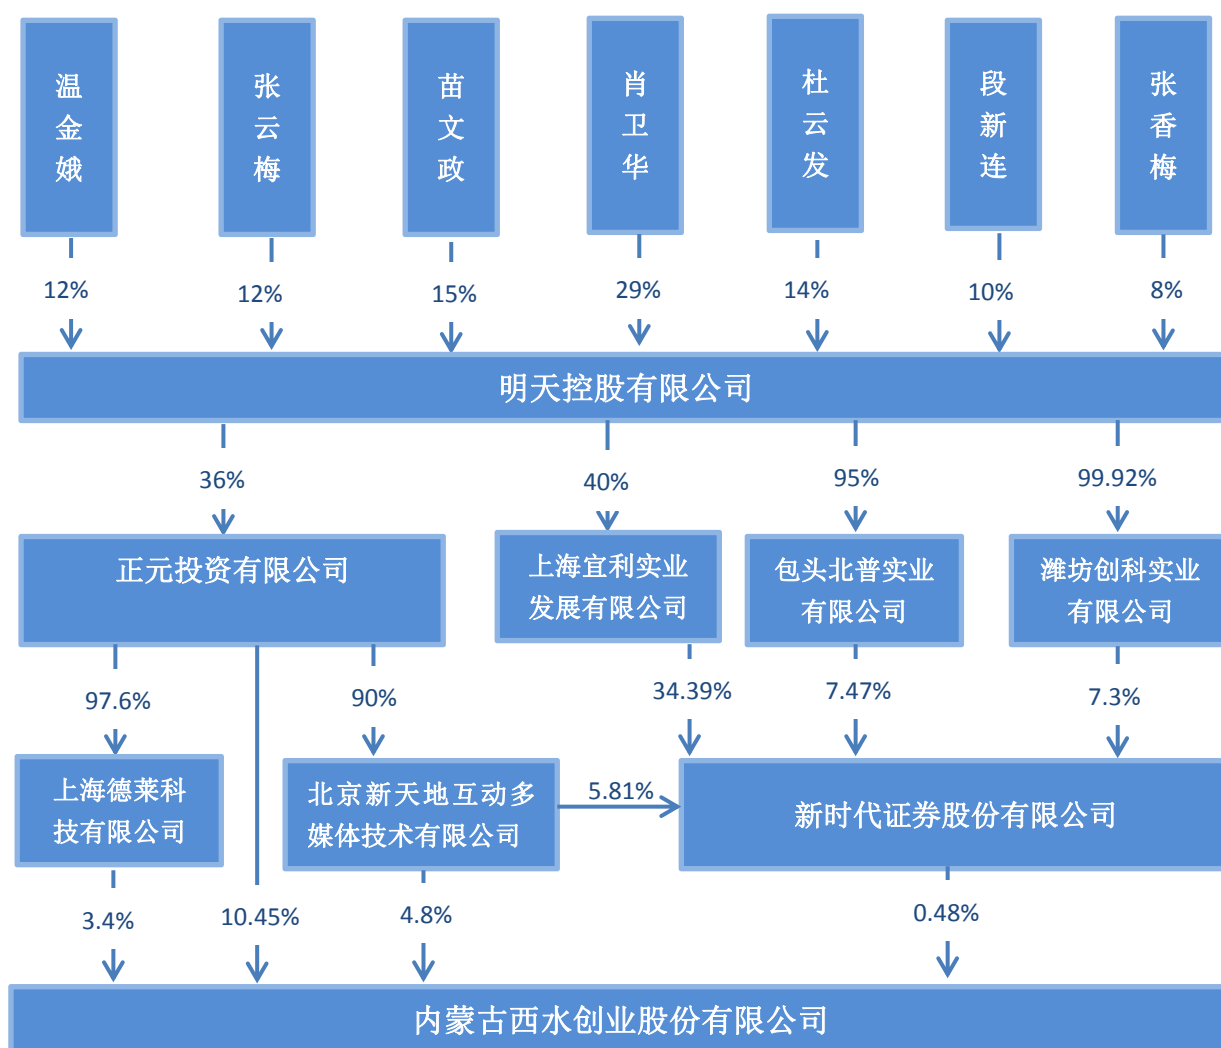 温金娥
张云梅
苗文政
肖卫华
杜云发
段新连
张香梅
12%
12%
15%
29%
14%
10%
8%
明天控股有限公司
36%
40%
95%
99.92%
正元投资有限公司
上海宜利实业
发展有限公司
包头北普实业
有限公司
潍坊创科实业
有限公司
97.6%
90%
34.39%
7.47%
7.3%
上海德莱科
技有限公司
北京新天地互动多
媒体技术有限公司
5.81%
新时代证券股份有限公司
3.4%
10.45%
4.8%
0.48%
内蒙古西水创业股份有限公司